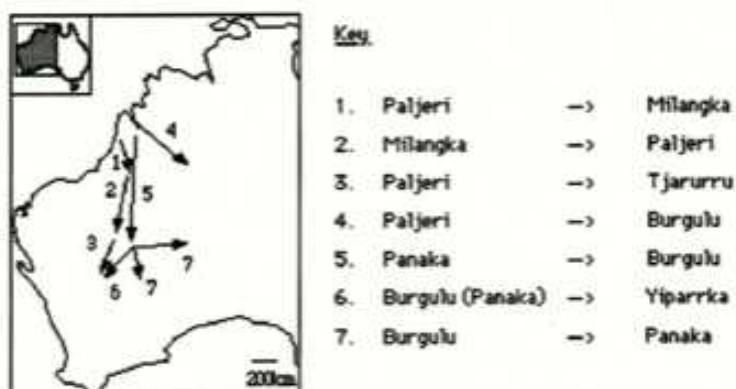 Key
1. Paljeri –> Milangka
2. Milangka –> Paljeri
3. Paljeri –> Tjarurru
4. Paljeri –> Burgulu
5. Panaka –> Burgulu
6. Burgulu (Panaka) –> Yiparrka
7. Burgulu –> Panaka
4
1
2
5
3
7
6
7
200km